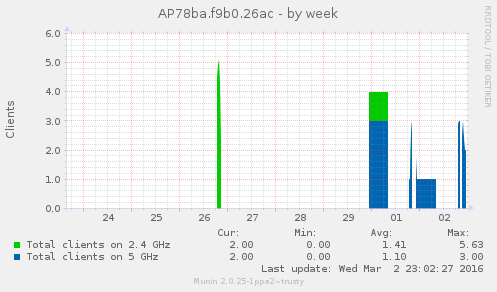 AP78ba.f9b0.26ac - by week
RRDTOOL / TOBI OETIKER
Clients
6.0
5.0
4.0
3.0
2.0
1.0
0.0
24 25 26 27 28 29 01 02
Cur: Min: Avg: Max:
Total clients on 2.4 GHz 2.00 0.00 1.41 5.63
Total clients on 5 GHz 2.00 0.00 1.10 3.00
Last update: Wed Mar 2 23:02:27 2016
Munin 2.0.25-1ppa2~trusty